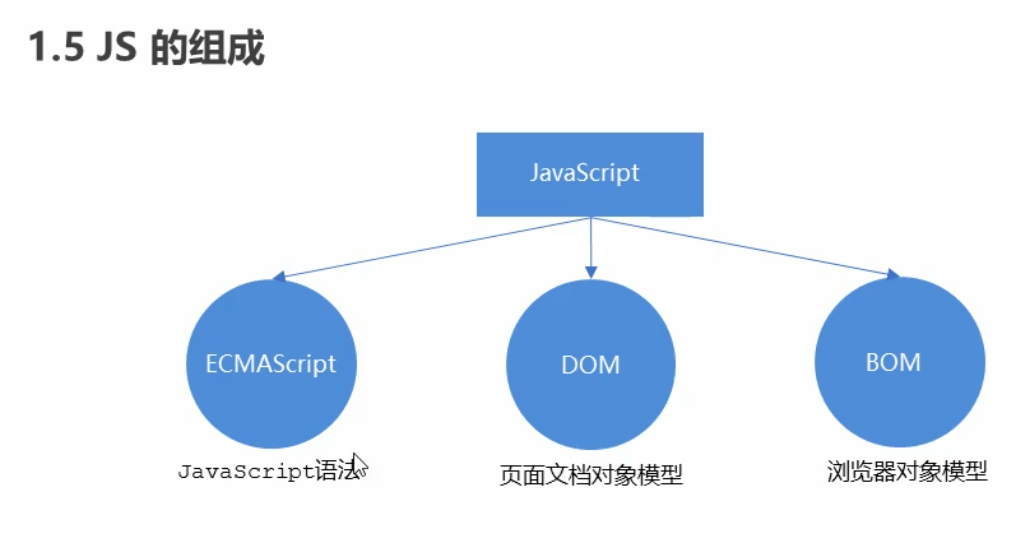 1.5 JS 的组成
JavaScript
ECMAScript
DOM
BOM
JavaScript语法
页面文档对象模型
浏览器对象模型